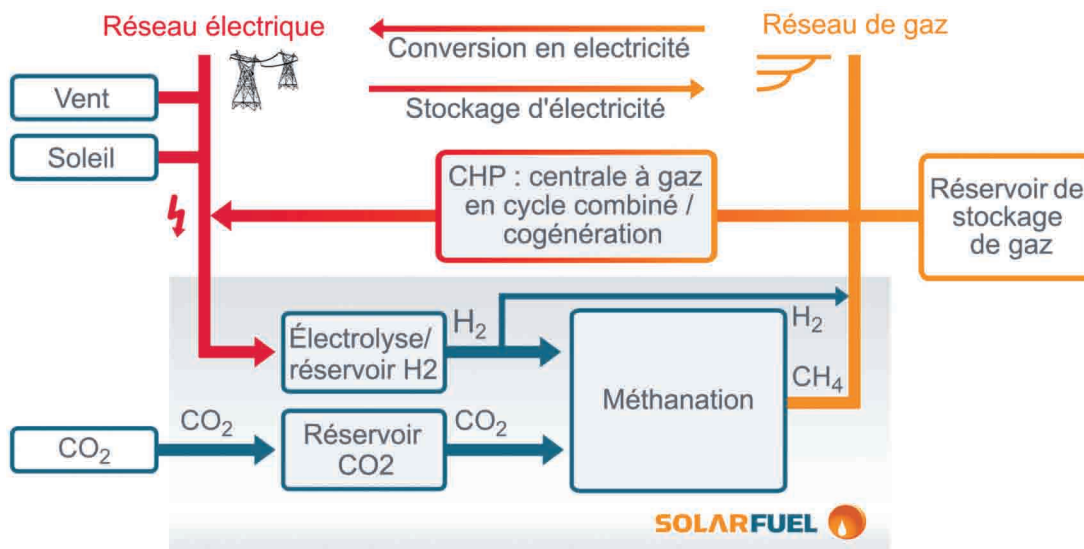 Réseau électrique
Conversion en electricité
Réseau de gaz
Stockage d'électricité
Vent
Soleil
CHP : centrale à gaz
en cycle combiné /
cogénération
Réservoir de
stockage
de gaz
Électrolyse/
réservoir H2
H₂
H₂
CH₄
Méthanation
CO₂
CO₂
Réservoir
CO2
CO₂
SOLARFUEL